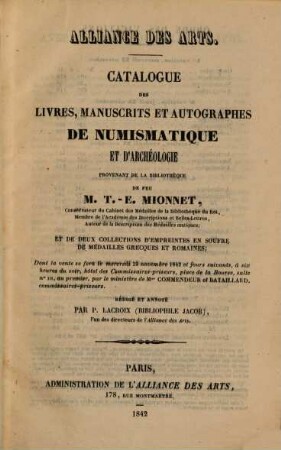 ALLIANCE DES ARTS.
CATALOGUE
DES
LIVRES, MANUSCRITS ET AUTOGRAPHES
DE NUMISMATIQUE
ET D'ARCHÉOLOGIE
PROVENANT DE LA BIBLIOTHÈQUE
DE FEU
M. T.-E. MIONNET,
Conservateur du Cabinet des Médailles de la Bibliothèque du Roi,
Membre de l'Académie des Inscriptions et Belles-Lettres,
Auteur de la Description des Médailles antiques;
ET DE DEUX COLLECTIONS D'EMPREINTES EN SOUFRE
DE MÉDAILLES GRECQUES ET ROMAINES;
Dont la vente se fera le mercredi 23 novembre 1842 et jours suivants, à six
heures du soir, hôtel des Commissaires-priseurs, place de la Bourse, salle
nº 10, au premier, par le ministère de Mes COMMENDEUR et BATAILLARD,
commissaires-priseurs.
RÉDIGÉ ET ANNOTÉ
PAR P. LACROIX (BIBLIOPHILE JACOB),
l'un des directeurs de l'Alliance des Arts.
PARIS,
ADMINISTRATION DE L'ALLIANCE DES ARTS,
178, RUE MONTMARTRE.
1842